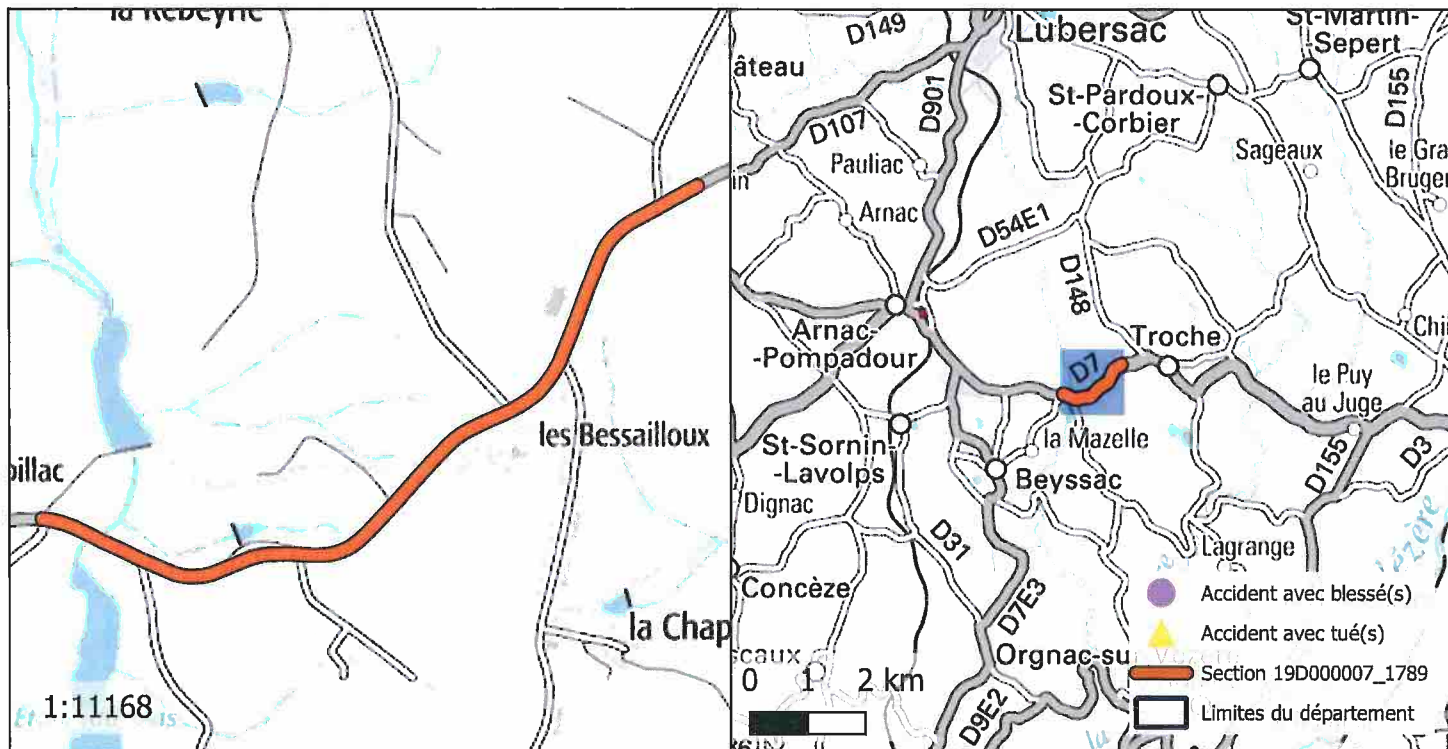 la Rebeyrie
les Bessailloux
la Chap
1:11168
Lubersac
St-Martin-
-Sepert
D149
âteau
D901
D107
St-Pardoux-
-Corbier
D155
Pauliac
Sageaux
le Gra
Bruger
Arnac
D54E1
D148
Arnac-
-Pompadour
Troche
D7
le Puy
au Juge
St-Sornin-
-Lavolps
la Mazelle
Beyssac
D155
D3
Dignac
D31
Lagrange
Concèze
D7E3
Orgnac-su
D9E2
0 1 2 km
Accident avec blessé(s)
Accident avec tué(s)
Section 19D000007_1789
Limites du département